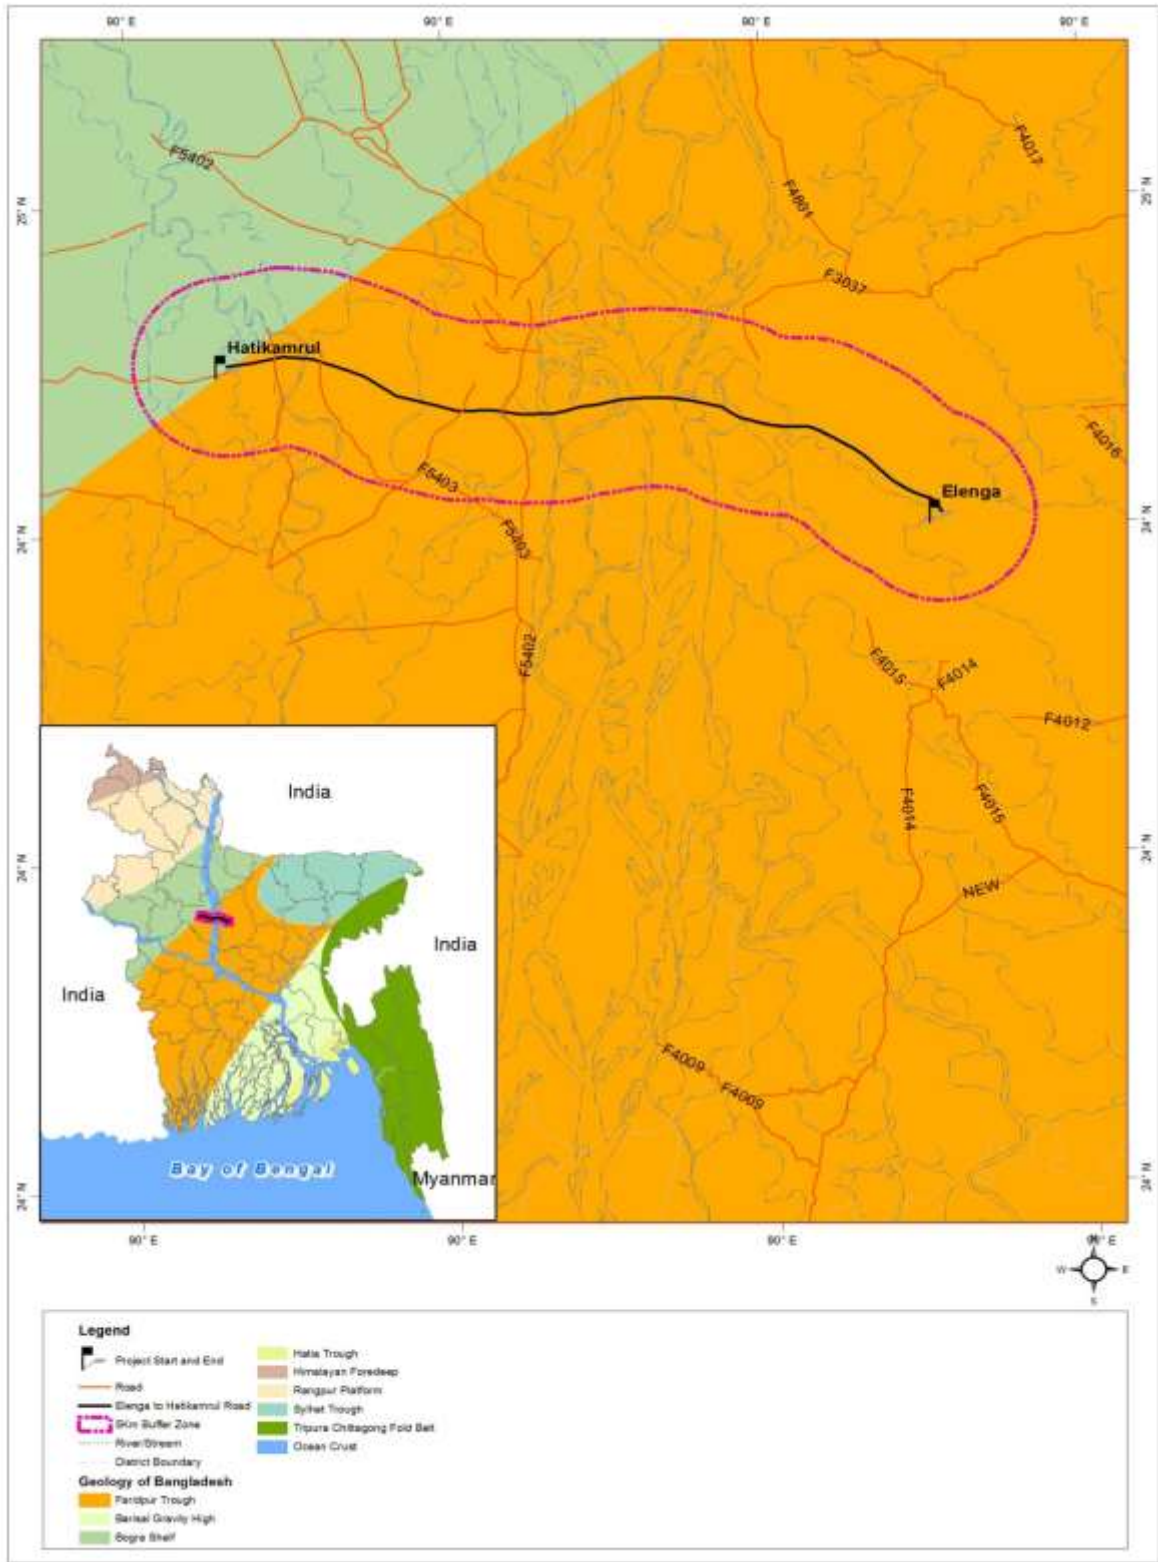 90° E 90° E 90° E 90° E
F4017
F5402
F4801
25° N 25° N
F3037
Hatikamrul
F4016
F5403
Elenga
24° N 24° N
F5403
F5402
F4015
F4014
F4012
India
F4014
F4015
24° N 24° N
NEW
India
India
F4009
F4009
Bay of Bengal
Myanmar
24° N 24° N
90° E 90° E 90° E 90° E
N
W E
S
Legend
Project Start and End
Road
Elenga to Hatikamrul Road
5Km Buffer Zone
River/Stream
District Boundary
Geology of Bangladesh
Faridpur Trough
Barisal Gravity High
Bogra Shelf
Hatia Trough
Himalayan Foredeep
Rangpur Platform
Sylhet Trough
Tripura Chittagong Fold Belt
Ocean Crust